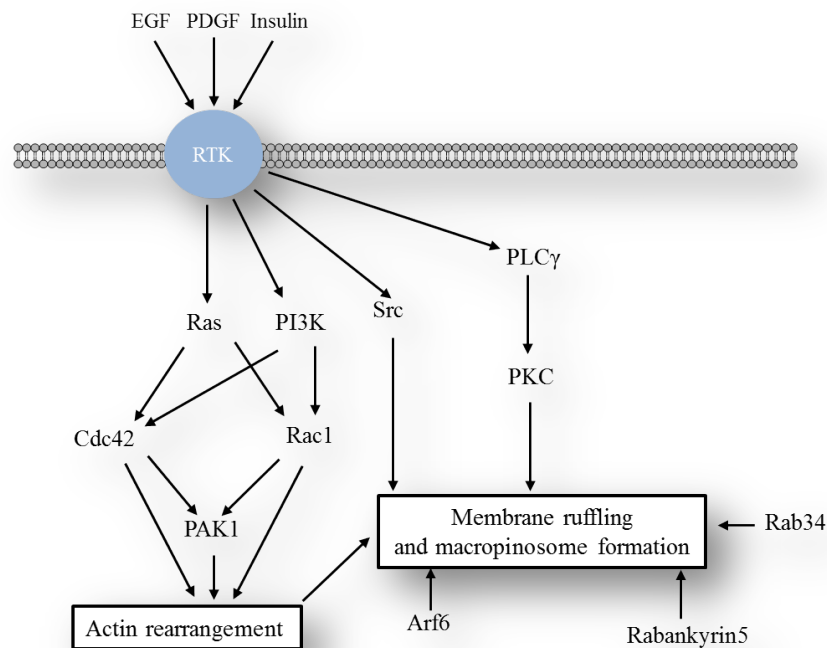 EGF PDGF Insulin
RTK
PLCγ
Ras PI3K Src
PKC
Cdc42 Rac1
PAK1
Membrane ruffling
and macropinosome formation
Rab34
Actin rearrangement
Arf6
Rabankyrin5